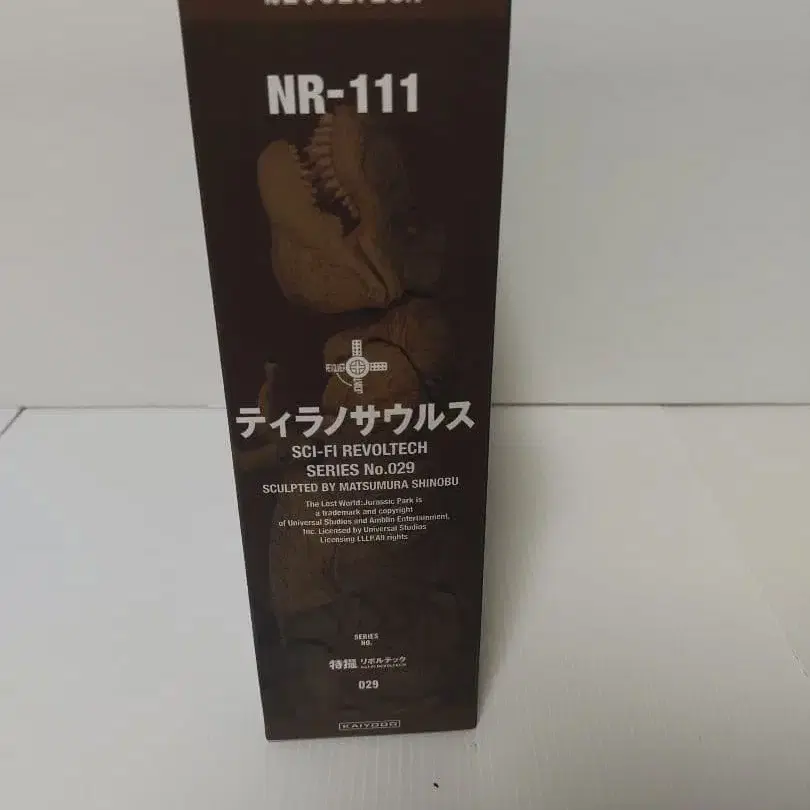 REVOLTECH
NR-111
REVOLVER
ティラノサウルス
SCI-FI REVOLTECH
SERIES No.029
SCULPTED BY MATSUMURA SHINOBU
The Lost World:Jurassic Park is
a trademark and copyright
of Universal Studios and Amblin Entertainment,
Inc. Licensed by Universal Studios
Licensing LLLP.All rights
SERIES
NO.
特撮 リボルテック
029
KAIYODO